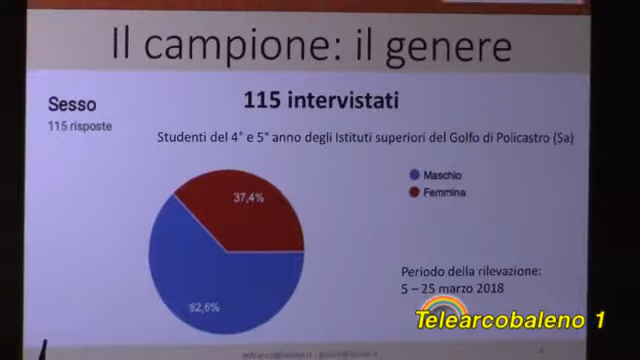 Il campione: il genere
Sesso
115 risposte
115 intervistati
Studenti del 4° e 5° anno degli Istituti superiori del Golfo di Policastro (Sa)
Maschio
Femmina
37,4%
62,6%
Periodo della rilevazione:
5 – 25 marzo 2018
Telearcobaleno 1